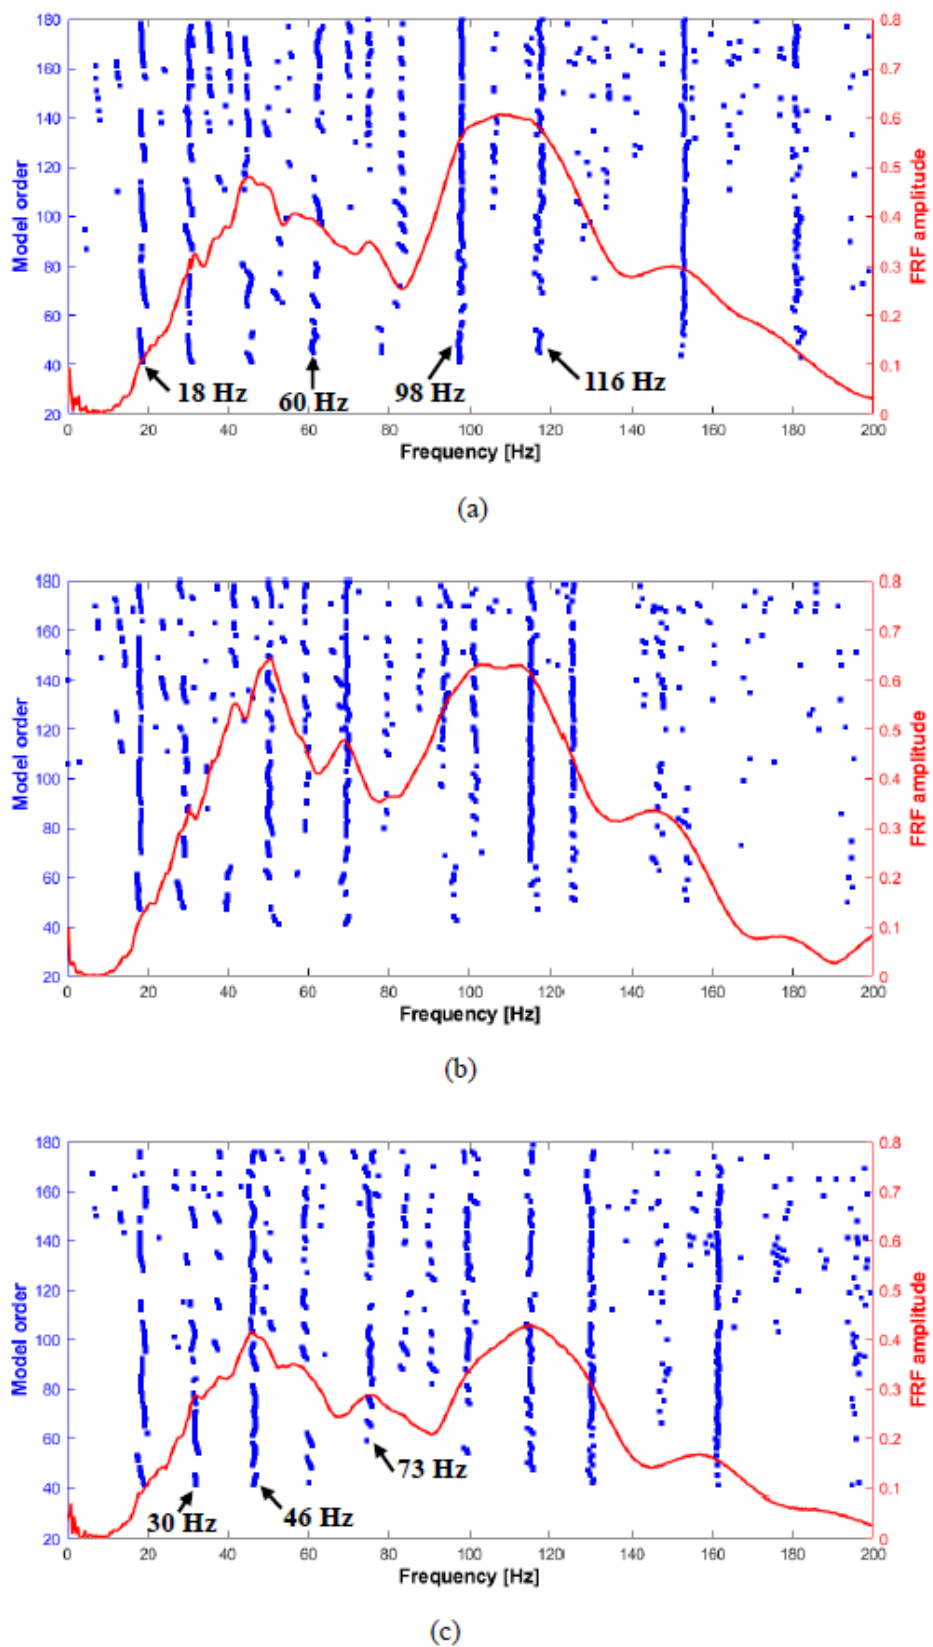 180
160
140
120
100
80
60
40
20
Model order
0.8
0.7
0.6
0.5
0.4
0.3
0.2
0.1
0
FRF amplitude
18 Hz
60 Hz
98 Hz
116 Hz
0 20 40 60 80 100 120 140 160 180 200
Frequency [Hz]
(a)
180
160
140
120
100
80
60
40
20
Model order
0.8
0.7
0.6
0.5
0.4
0.3
0.2
0.1
0
FRF amplitude
0 20 40 60 80 100 120 140 160 180 200
Frequency [Hz]
(b)
180
160
140
120
100
80
60
40
20
Model order
0.8
0.7
0.6
0.5
0.4
0.3
0.2
0.1
0
FRF amplitude
73 Hz
30 Hz
46 Hz
0 20 40 60 80 100 120 140 160 180 200
Frequency [Hz]
(c)